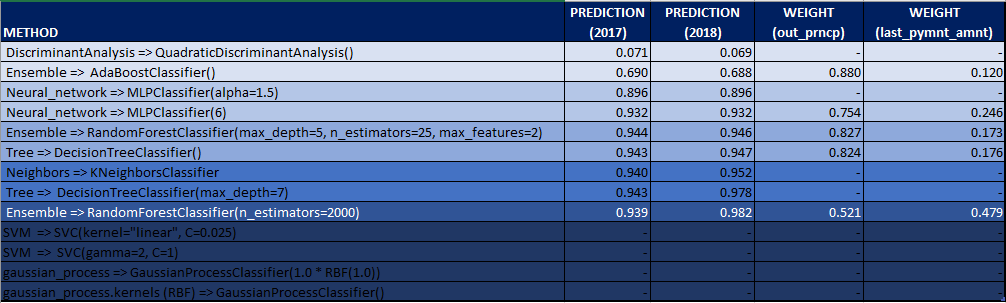 METHOD PREDICTION (2017) PREDICTION (2018) WEIGHT (out_prncp) WEIGHT (last_pymnt_amnt)
DiscriminantAnalysis => QuadraticDiscriminantAnalysis() 0.071 0.069 - -
Ensemble => AdaBoostClassifier() 0.690 0.688 0.880 0.120
Neural_network => MLPClassifier(alpha=1.5) 0.896 0.896 - -
Neural_network => MLPClassifier(6) 0.932 0.932 0.754 0.246
Ensemble => RandomForestClassifier(max_depth=5, n_estimators=25, max_features=2) 0.944 0.946 0.827 0.173
Tree => DecisionTreeClassifier() 0.943 0.947 0.824 0.176
Neighbors => KNeighborsClassifier 0.940 0.952 - -
Tree => DecisionTreeClassifier(max_depth=7) 0.943 0.978 - -
Ensemble => RandomForestClassifier(n_estimators=2000) 0.939 0.982 0.521 0.479
SVM => SVC(kernel="linear", C=0.025) - - - -
SVM => SVC(gamma=2, C=1) - - - -
gaussian_process => GaussianProcessClassifier(1.0 * RBF(1.0)) - - - -
gaussian_process.kernels (RBF) => GaussianProcessClassifier() - - - -